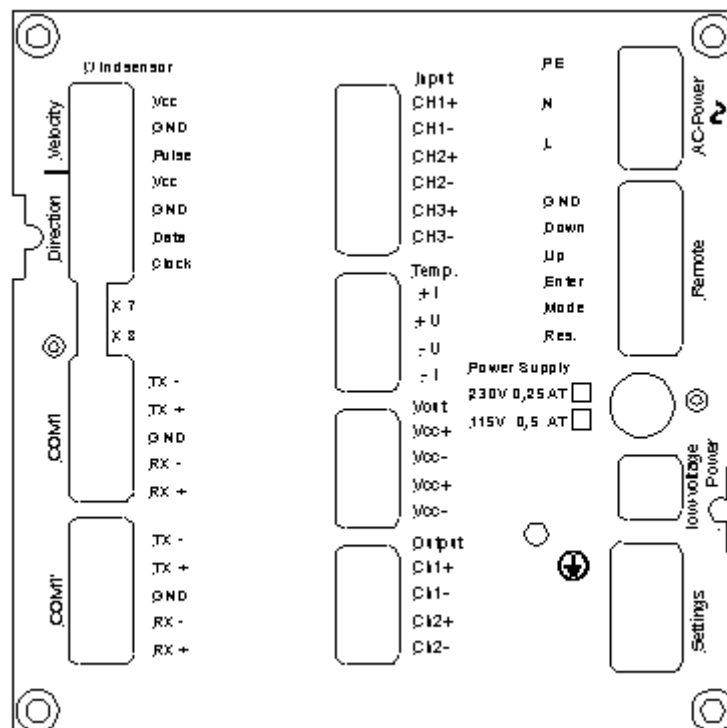 Windsensor
Velocity
Vcc
GND
Pulse
Direction
Vcc
GND
Data
Clock
X 7
X 8
COM1
TX -
TX +
GND
RX -
RX +
COM1'
TX -
TX +
GND
RX -
RX +
Input
CH1+
CH1-
CH2+
CH2-
CH3+
CH3-
Temp.
+ I
+ U
- U
- I
Vout
Vcc+
Vcc-
Vcc+
Vcc-
Output
Ch1+
Ch1-
Ch2+
Ch2-
PE
N
L
AC-Power
~
GND
Down
Up
Enter
Mode
Res.
Remote
Power Supply
230V 0,25 AT
115V 0,5 AT
low-voltage
Power
Settings